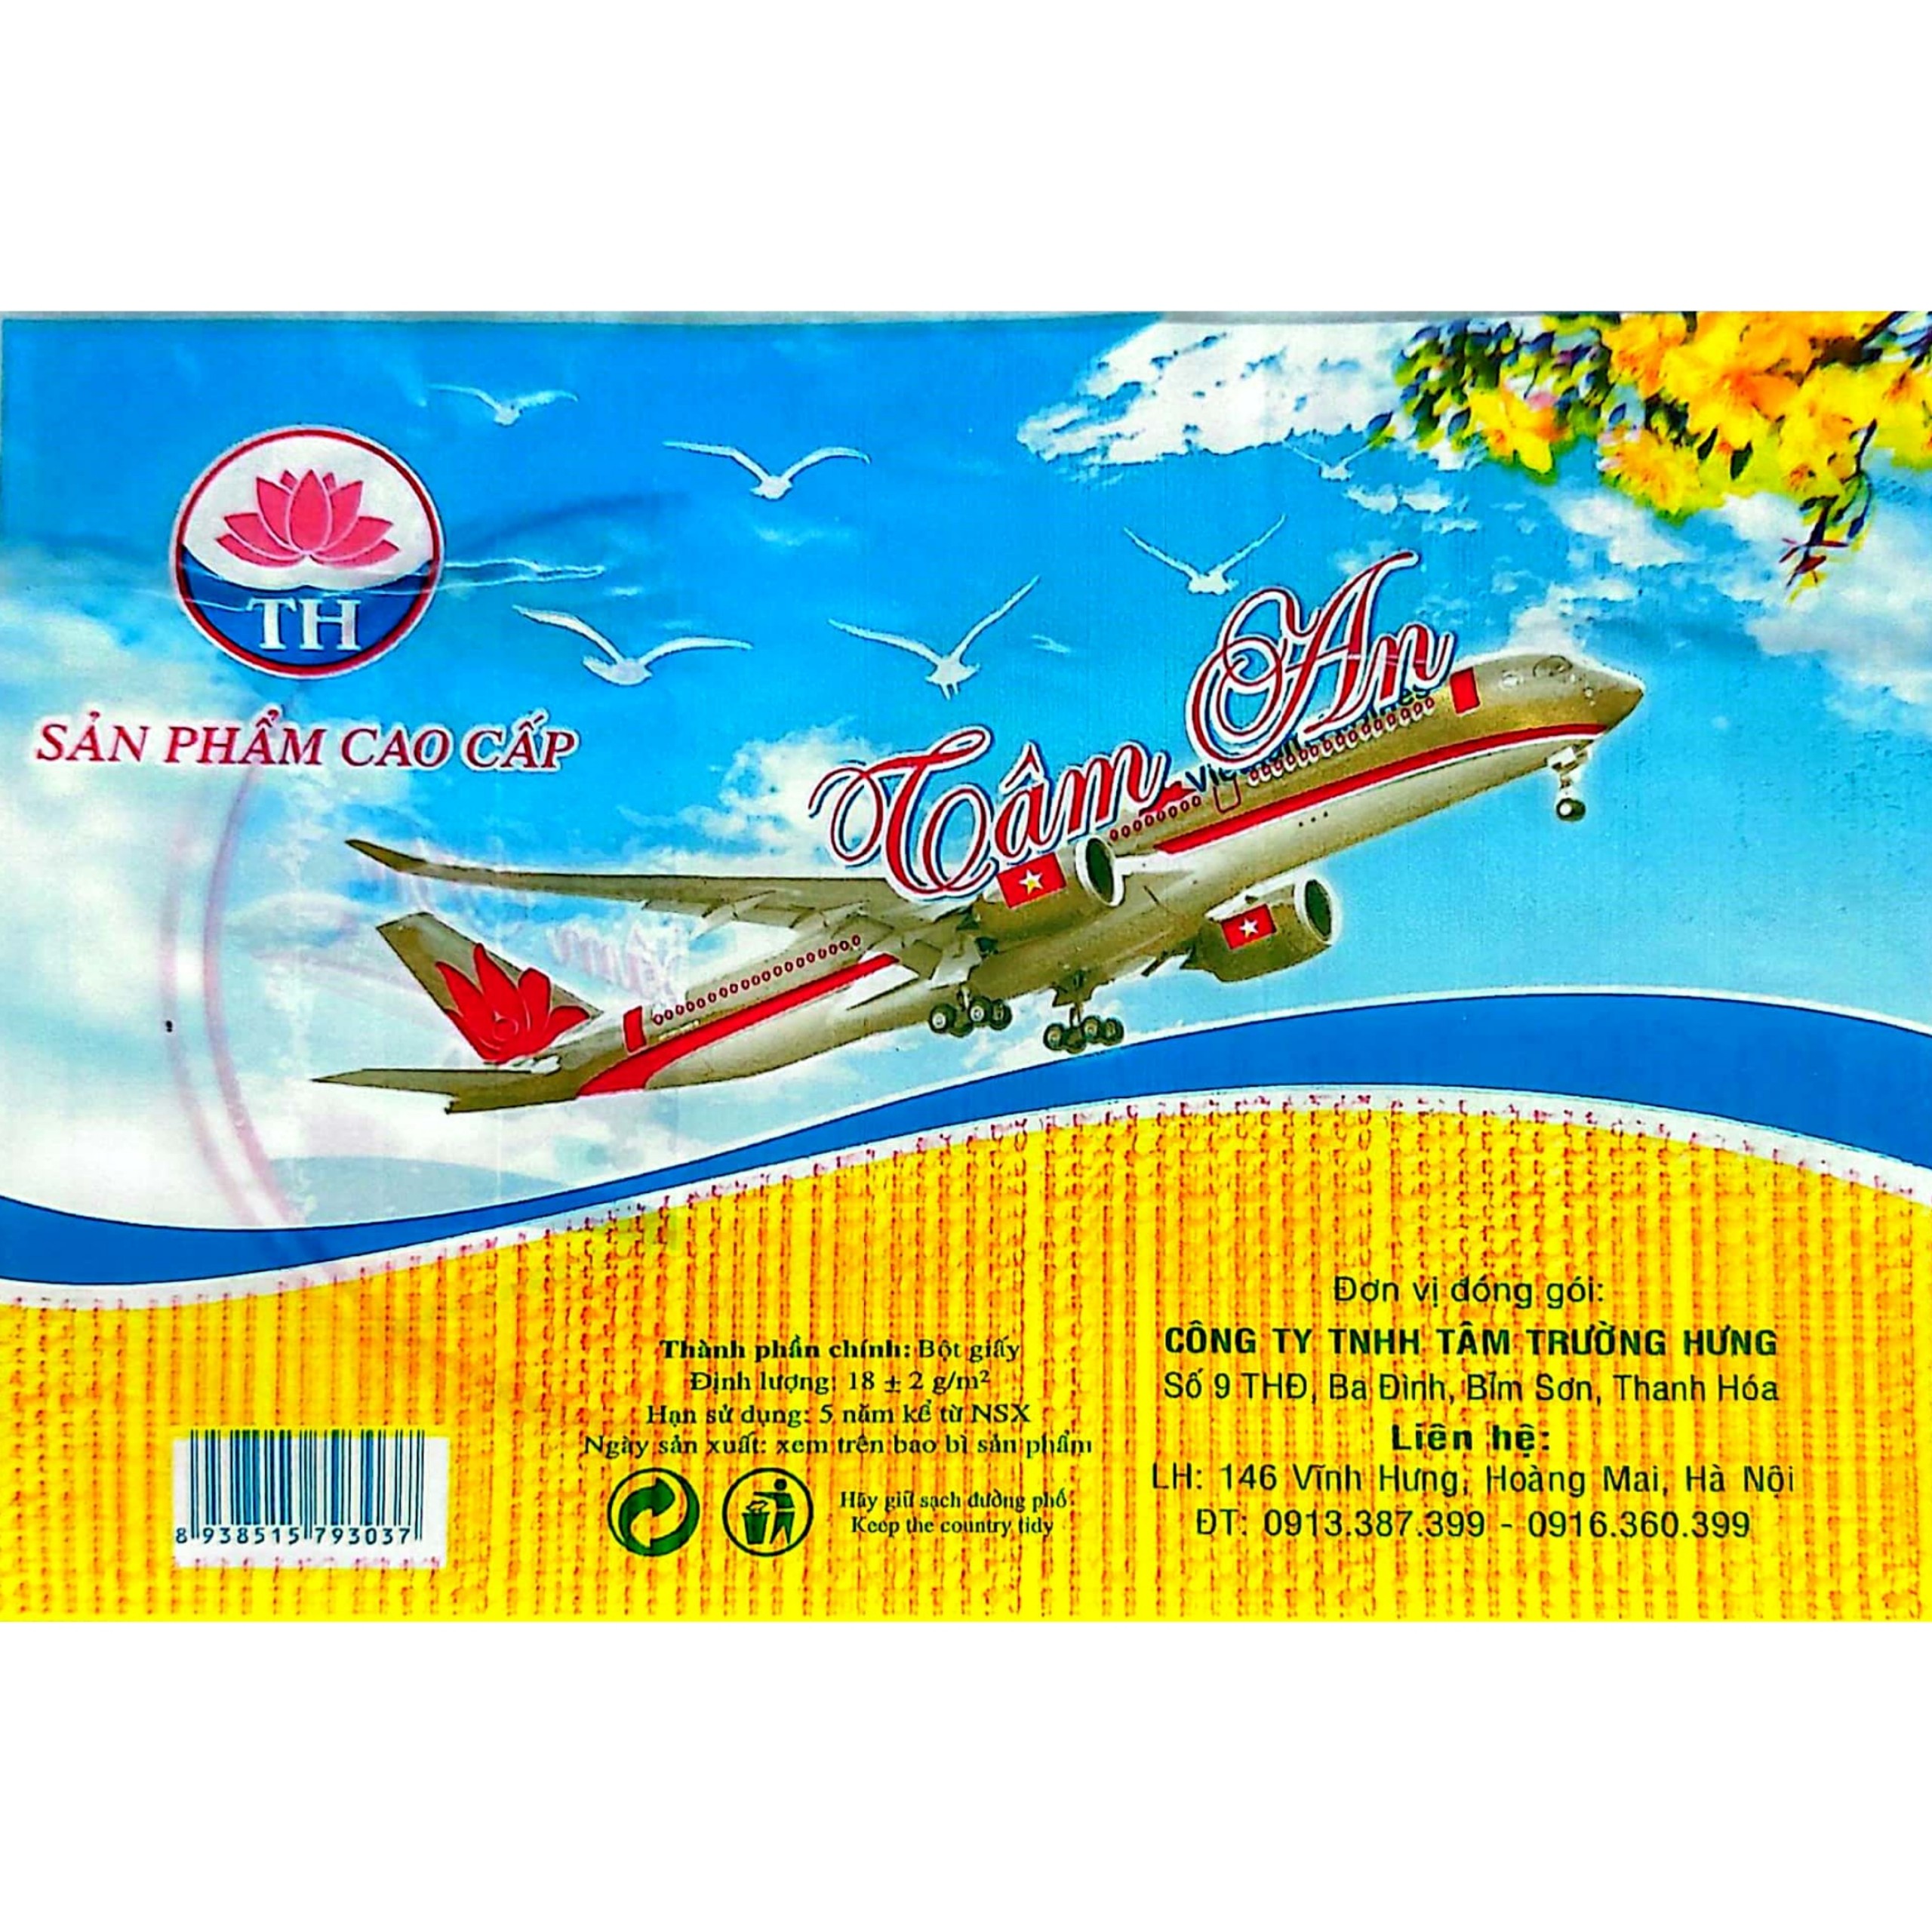 TH
SẢN PHẨM CAO CẤP
Tâm An
Thành phần chính: Bột giấy
Định lượng: 18 ± 2 g/m²
Hạn sử dụng: 5 năm kể từ NSX
Ngày sản xuất: xem trên bao bì sản phẩm
Hãy giữ sạch đường phố
Keep the country tidy
8 938515 793037
Đơn vị đóng gói:
CÔNG TY TNHH TÂM TRƯỜNG HƯNG
Số 9 THĐ, Ba Đình, Bỉm Sơn, Thanh Hóa
Liên hệ:
LH: 146 Vĩnh Hưng, Hoàng Mai, Hà Nội
ĐT: 0913.387.399 - 0916.360.399